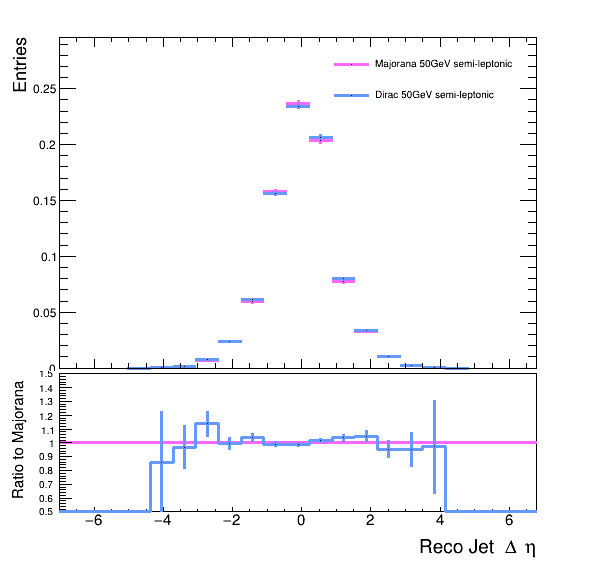 Entries
Majorana 50GeV semi-leptonic
Dirac 50GeV semi-leptonic
0.25
0.2
0.15
0.1
0.05
0
Ratio to Majorana
1.5
1.4
1.3
1.2
1.1
1
0.9
0.8
0.7
0.6
0.5
−6 −4 −2 0 2 4 6
Reco Jet Δ η